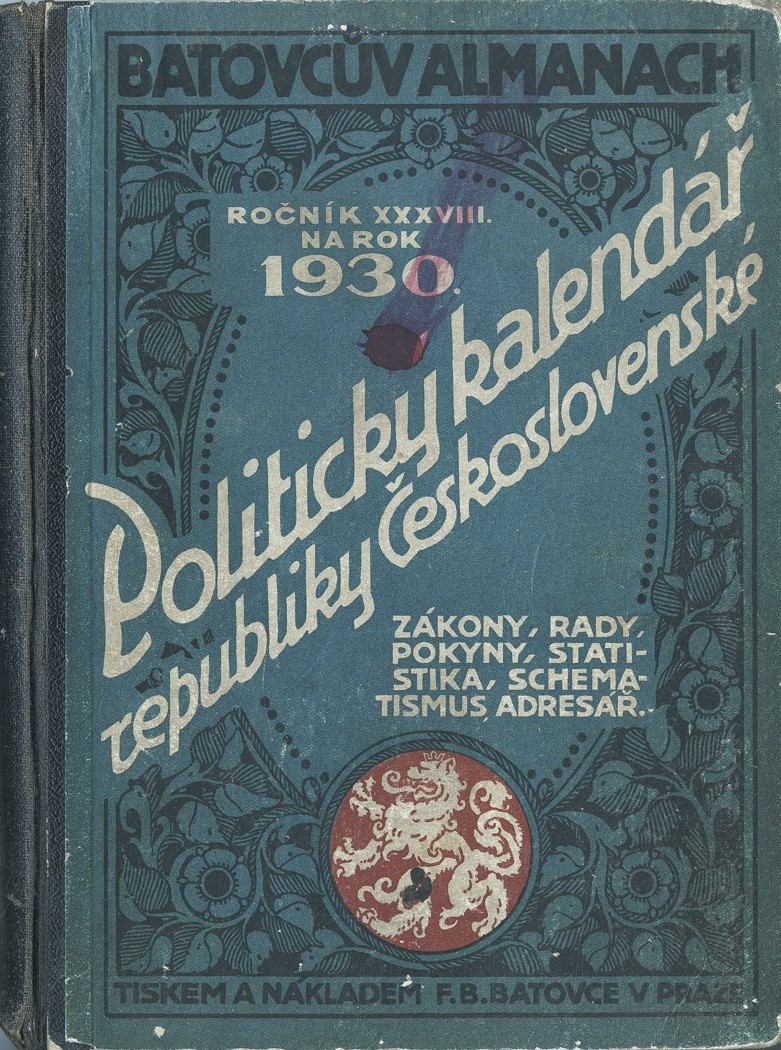 BATOVCŮV ALMANACH
ROČNÍK XXXVIII.
NA ROK
1930.
Politický kalendář
republiky Československé
ZÁKONY, RADY,
POKYNY, STATI-
STIKA, SCHEMA-
TISMUS, ADRESÁŘ.
TISKEM A NÁKLADEM F. B. BATOVCE V PRAZE